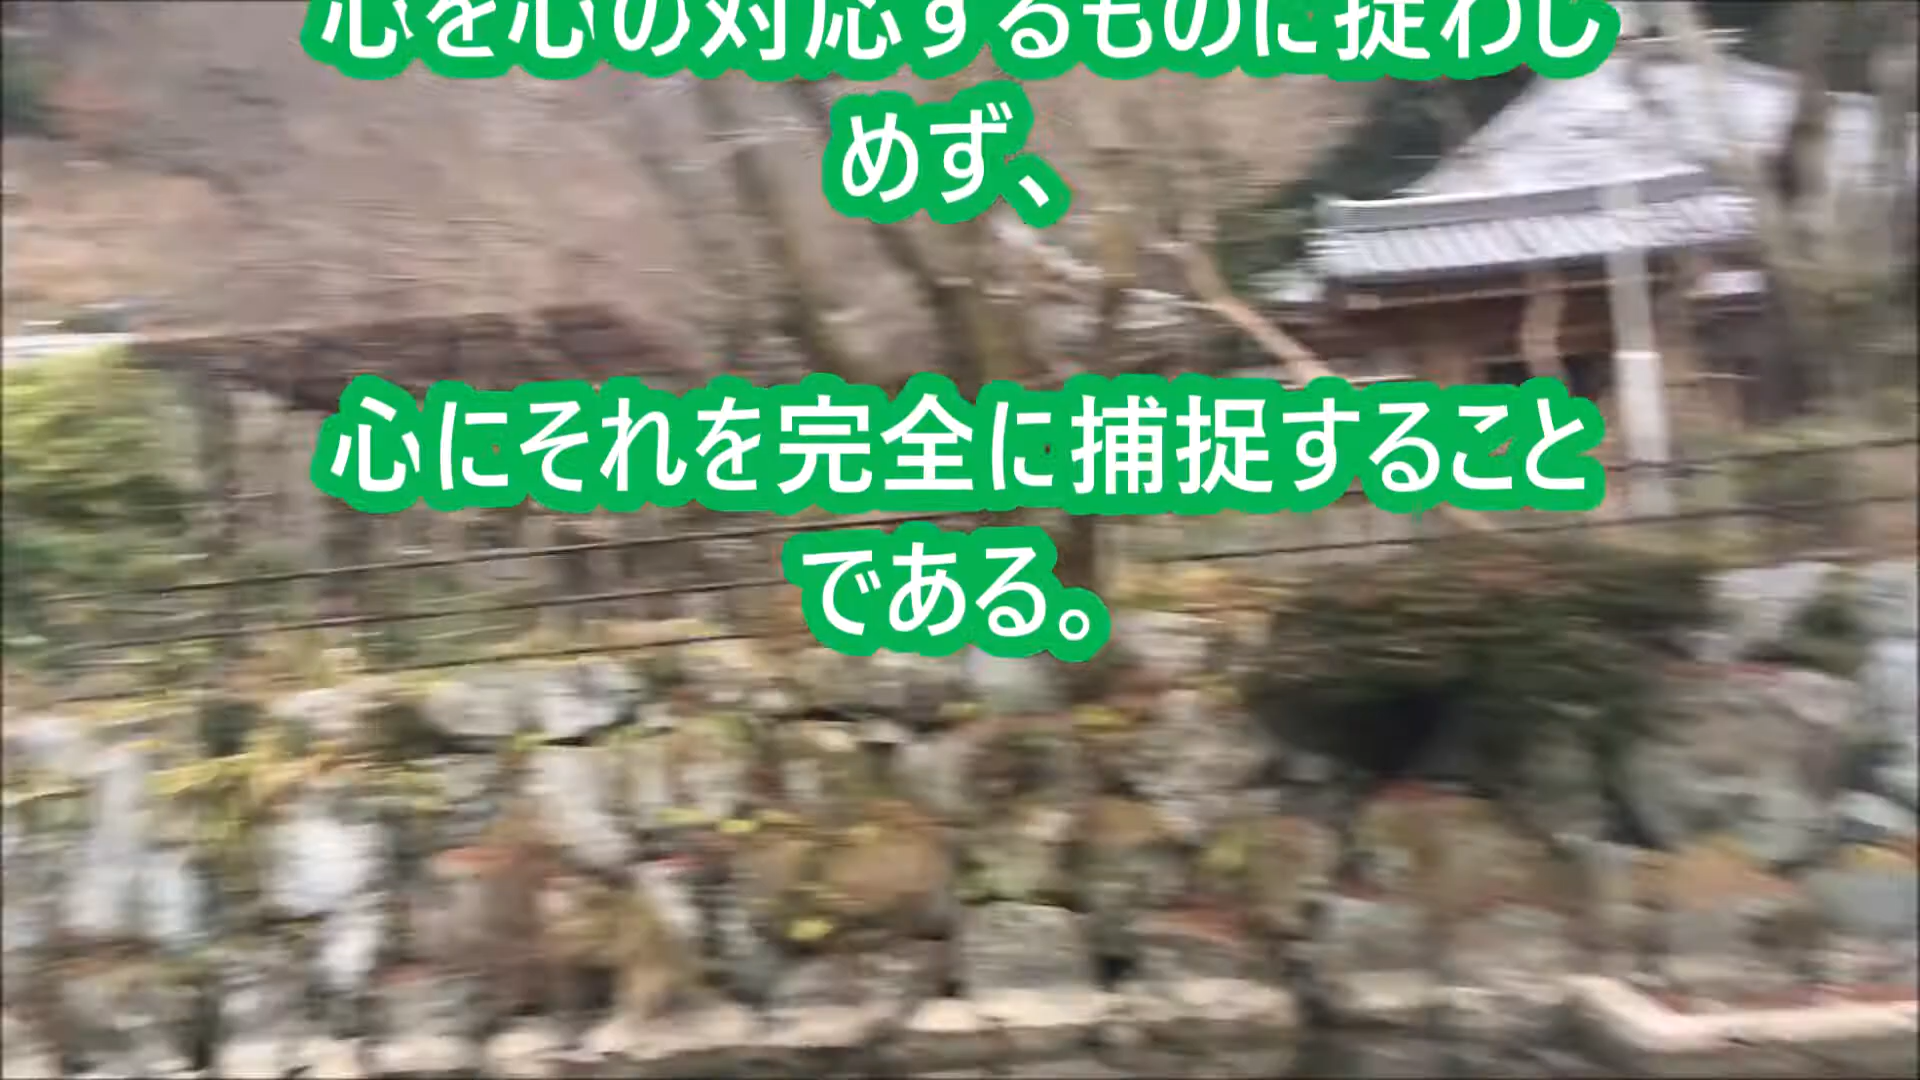 心を心の対応するものに捉わし
めず、
心にそれを完全に捕捉すること
である。